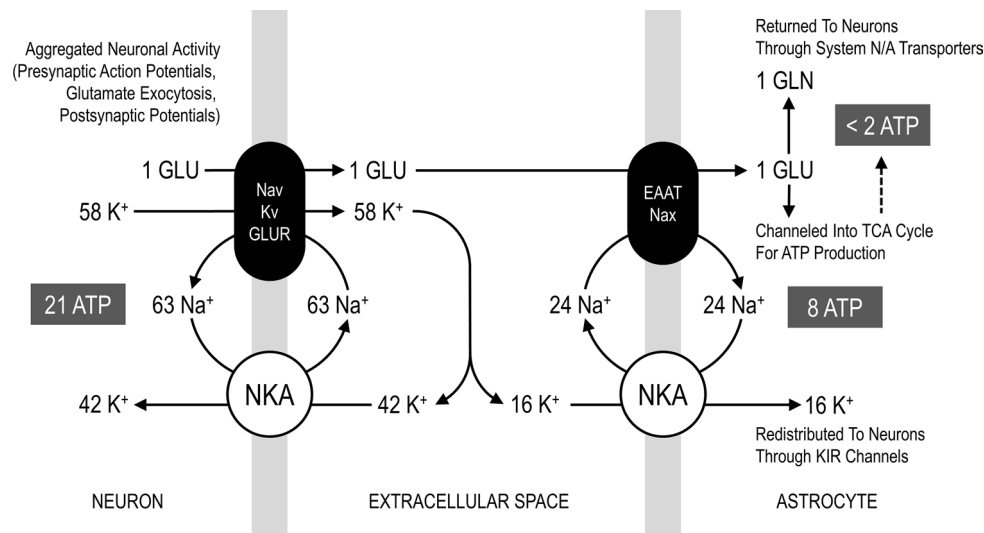 Aggregated Neuronal Activity
(Presynaptic Action Potentials,
Glutamate Exocytosis,
Postsynaptic Potentials)
Returned To Neurons
Through System N/A Transporters
1 GLN
< 2 ATP
1 GLU
Nav
Kv
GLUR
1 GLU
EAAT
Nax
1 GLU
58 K⁺
58 K⁺
Channeled Into TCA Cycle
For ATP Production
21 ATP
63 Na⁺
63 Na⁺
24 Na⁺
24 Na⁺
8 ATP
42 K⁺
NKA
42 K⁺
16 K⁺
NKA
16 K⁺
Redistributed To Neurons
Through KIR Channels
NEURON
EXTRACELLULAR SPACE
ASTROCYTE